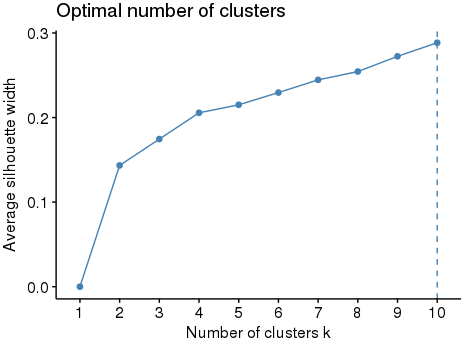 Optimal number of clusters
Average silhouette width
0.3
0.2
0.1
0.0
1 2 3 4 5 6 7 8 9 10
Number of clusters k